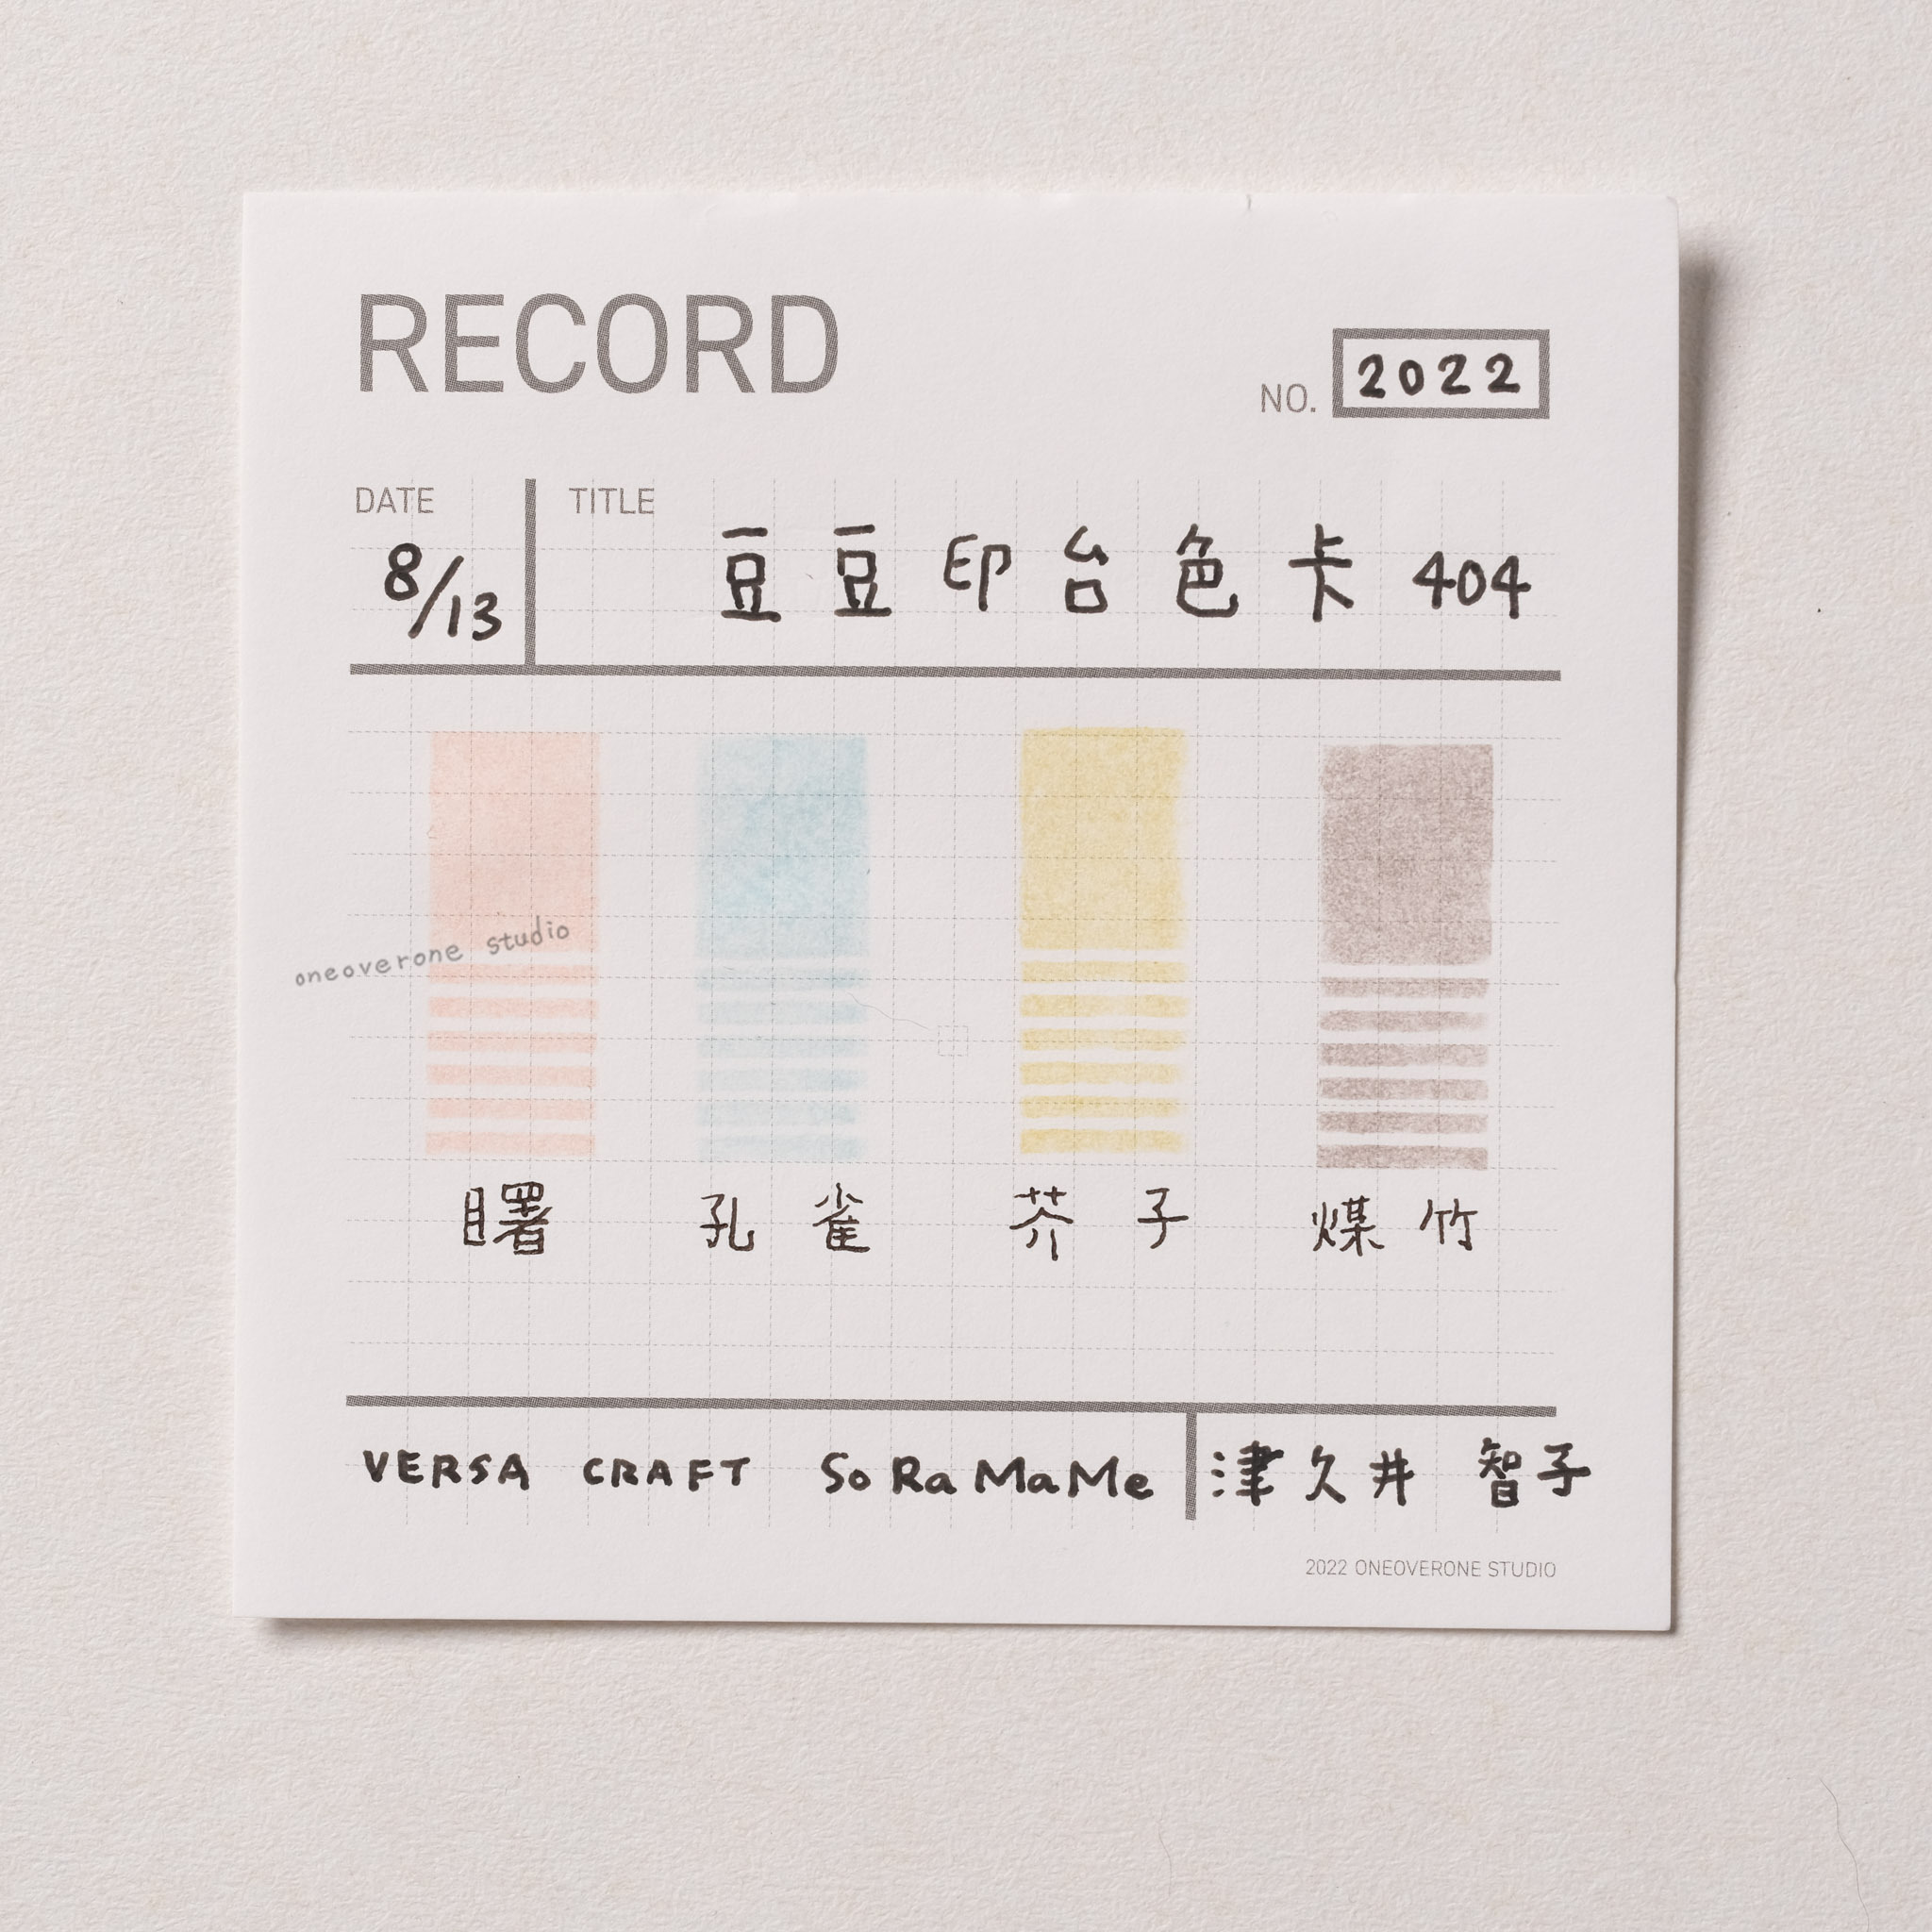 RECORD
NO. 2022
DATE TITLE
8/13 豆豆印台色卡 404
oneoverone studio
曙 孔雀 芥子 煤竹
VERSA CRAFT SoRaMaMe 津久井 智子
2022 ONEOVERONE STUDIO